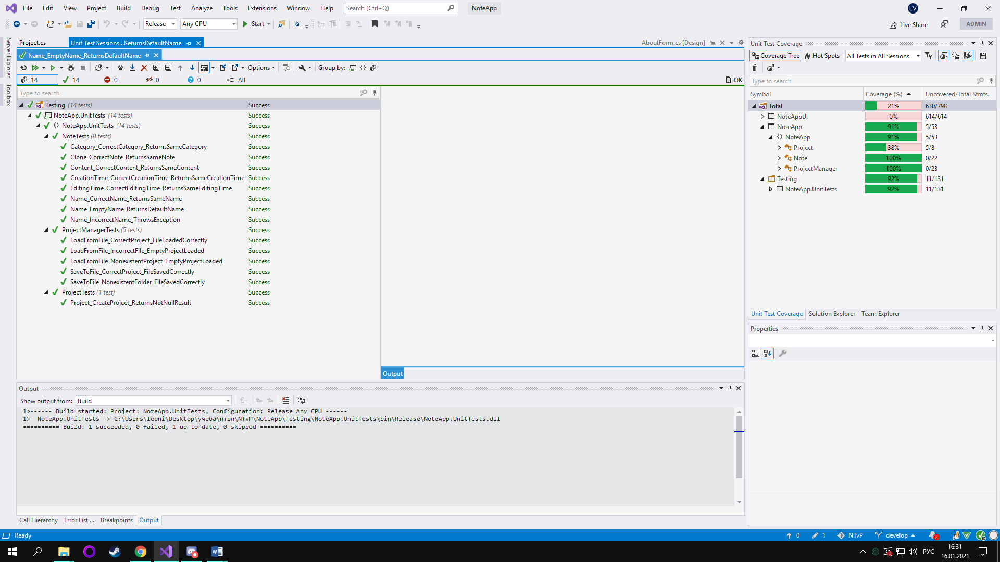 File Edit View Project Build Debug Test Analyze Tools Extensions Window Help Search (Ctrl+Q) NoteApp LV
Release Any CPU Start Live Share ADMIN
Server Explorer
Toolbox
Project.cs Unit Test Sessions...ReturnsDefaultName AboutForm.cs [Design]
Name_EmptyName_ReturnsDefaultName
Options Group by:
14 14 0 0 0 All OK
Type to search
Testing (14 tests) Success
NoteApp.UnitTests (14 tests) Success
NoteApp.UnitTests (14 tests) Success
NoteTests (8 tests) Success
Category_CorrectCategory_ReturnsSameCategory Success
Clone_CorrectNote_ReturnsSameNote Success
Content_CorrectContent_ReturnsSameContent Success
CreationTime_CorrectCreationTime_ReturnsSameCreationTime Success
EditingTime_CorrectEditingTime_ReturnsSameEditingTime Success
Name_CorrectName_ReturnsSameName Success
Name_EmptyName_ReturnsDefaultName Success
Name_IncorrectName_ThrowsException Success
ProjectManagerTests (5 tests) Success
LoadFromFile_CorrectProject_FileLoadedCorrectly Success
LoadFromFile_IncorrectFile_EmptyProjectLoaded Success
LoadFromFile_NonexistentProject_EmptyProjectLoaded Success
SaveToFile_CorrectProject_FileSavedCorrectly Success
SaveToFile_NonexistentFolder_FileSavedCorrectly Success
ProjectTests (1 test) Success
Project_CreateProject_ReturnsNotNullResult Success
Output
Unit Test Coverage
Coverage Tree Hot Spots All Tests in All Sessions
Type to search
Symbol Coverage (%) Uncovered/Total Stmts.
Total 21% 630/798
NoteAppUI 0% 614/614
NoteApp 91% 5/53
NoteApp 91% 5/53
Project 38% 5/8
Note 100% 0/22
ProjectManager 100% 0/23
Testing 92% 11/131
NoteApp.UnitTests 92% 11/131
Unit Test Coverage Solution Explorer Team Explorer
Properties
Output
Show output from: Build
1>------ Build started: Project: NoteApp.UnitTests, Configuration: Release Any CPU ------
1>  NoteApp.UnitTests -> C:\Users\leoni\Desktop\учеба\нтвп\NTvP\NoteApp\Testing\NoteApp.UnitTests\bin\Release\NoteApp.UnitTests.dll
========== Build: 1 succeeded, 0 failed, 1 up-to-date, 0 skipped ==========
Call Hierarchy Error List ... Breakpoints Output
Ready 0 1 NTvP develop 2
РУС 16:31
16.01.2021